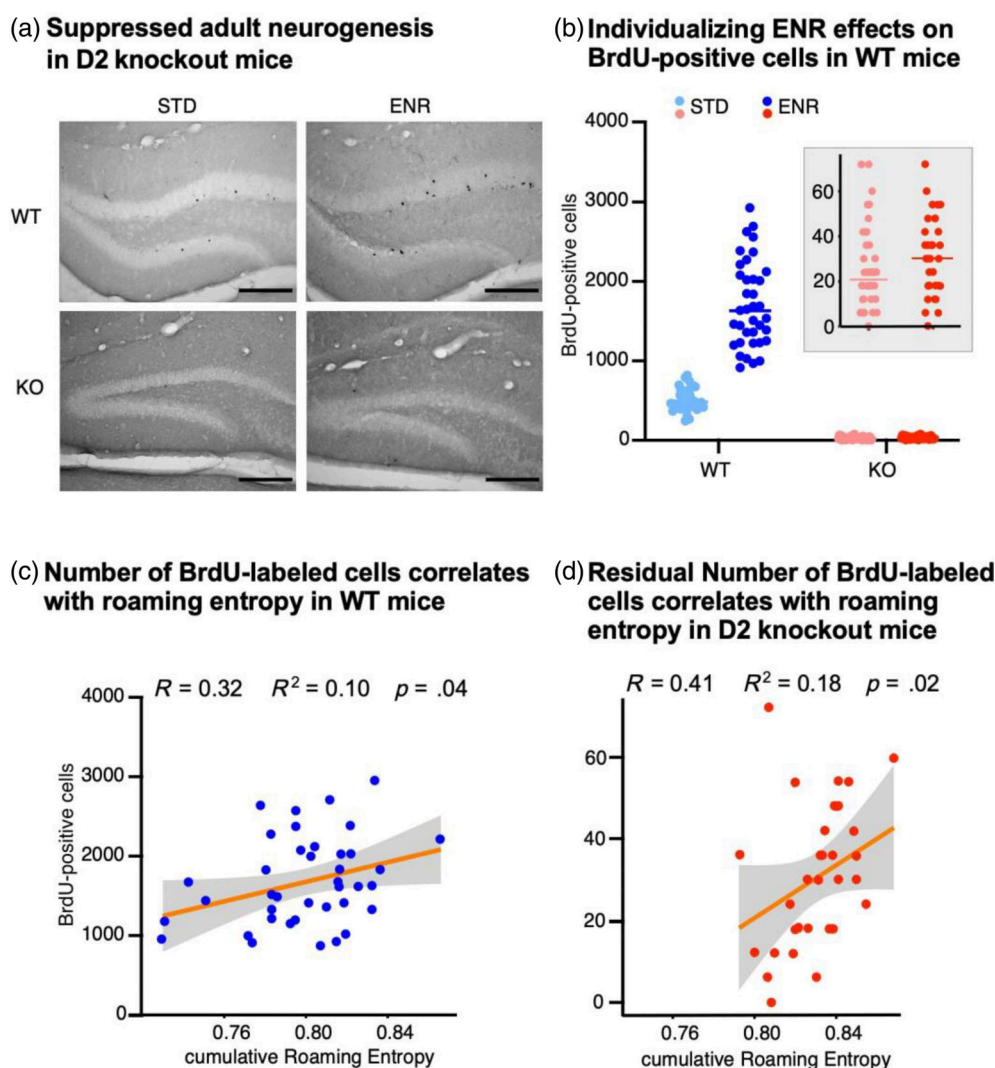 (a) Suppressed adult neurogenesis
in D2 knockout mice
STD ENR
WT
KO
(b) Individualizing ENR effects on
BrdU-positive cells in WT mice
STD ENR
4000
3000
2000
1000
0
BrdU-positive cells
60
40
20
0
WT KO
(c) Number of BrdU-labeled cells correlates
with roaming entropy in WT mice
R = 0.32 R² = 0.10 p = .04
4000
3000
2000
1000
0
BrdU-positive cells
0.76 0.80 0.84
cumulative Roaming Entropy
(d) Residual Number of BrdU-labeled
cells correlates with roaming
entropy in D2 knockout mice
R = 0.41 R² = 0.18 p = .02
60
40
20
0
0.76 0.80 0.84
cumulative Roaming Entropy